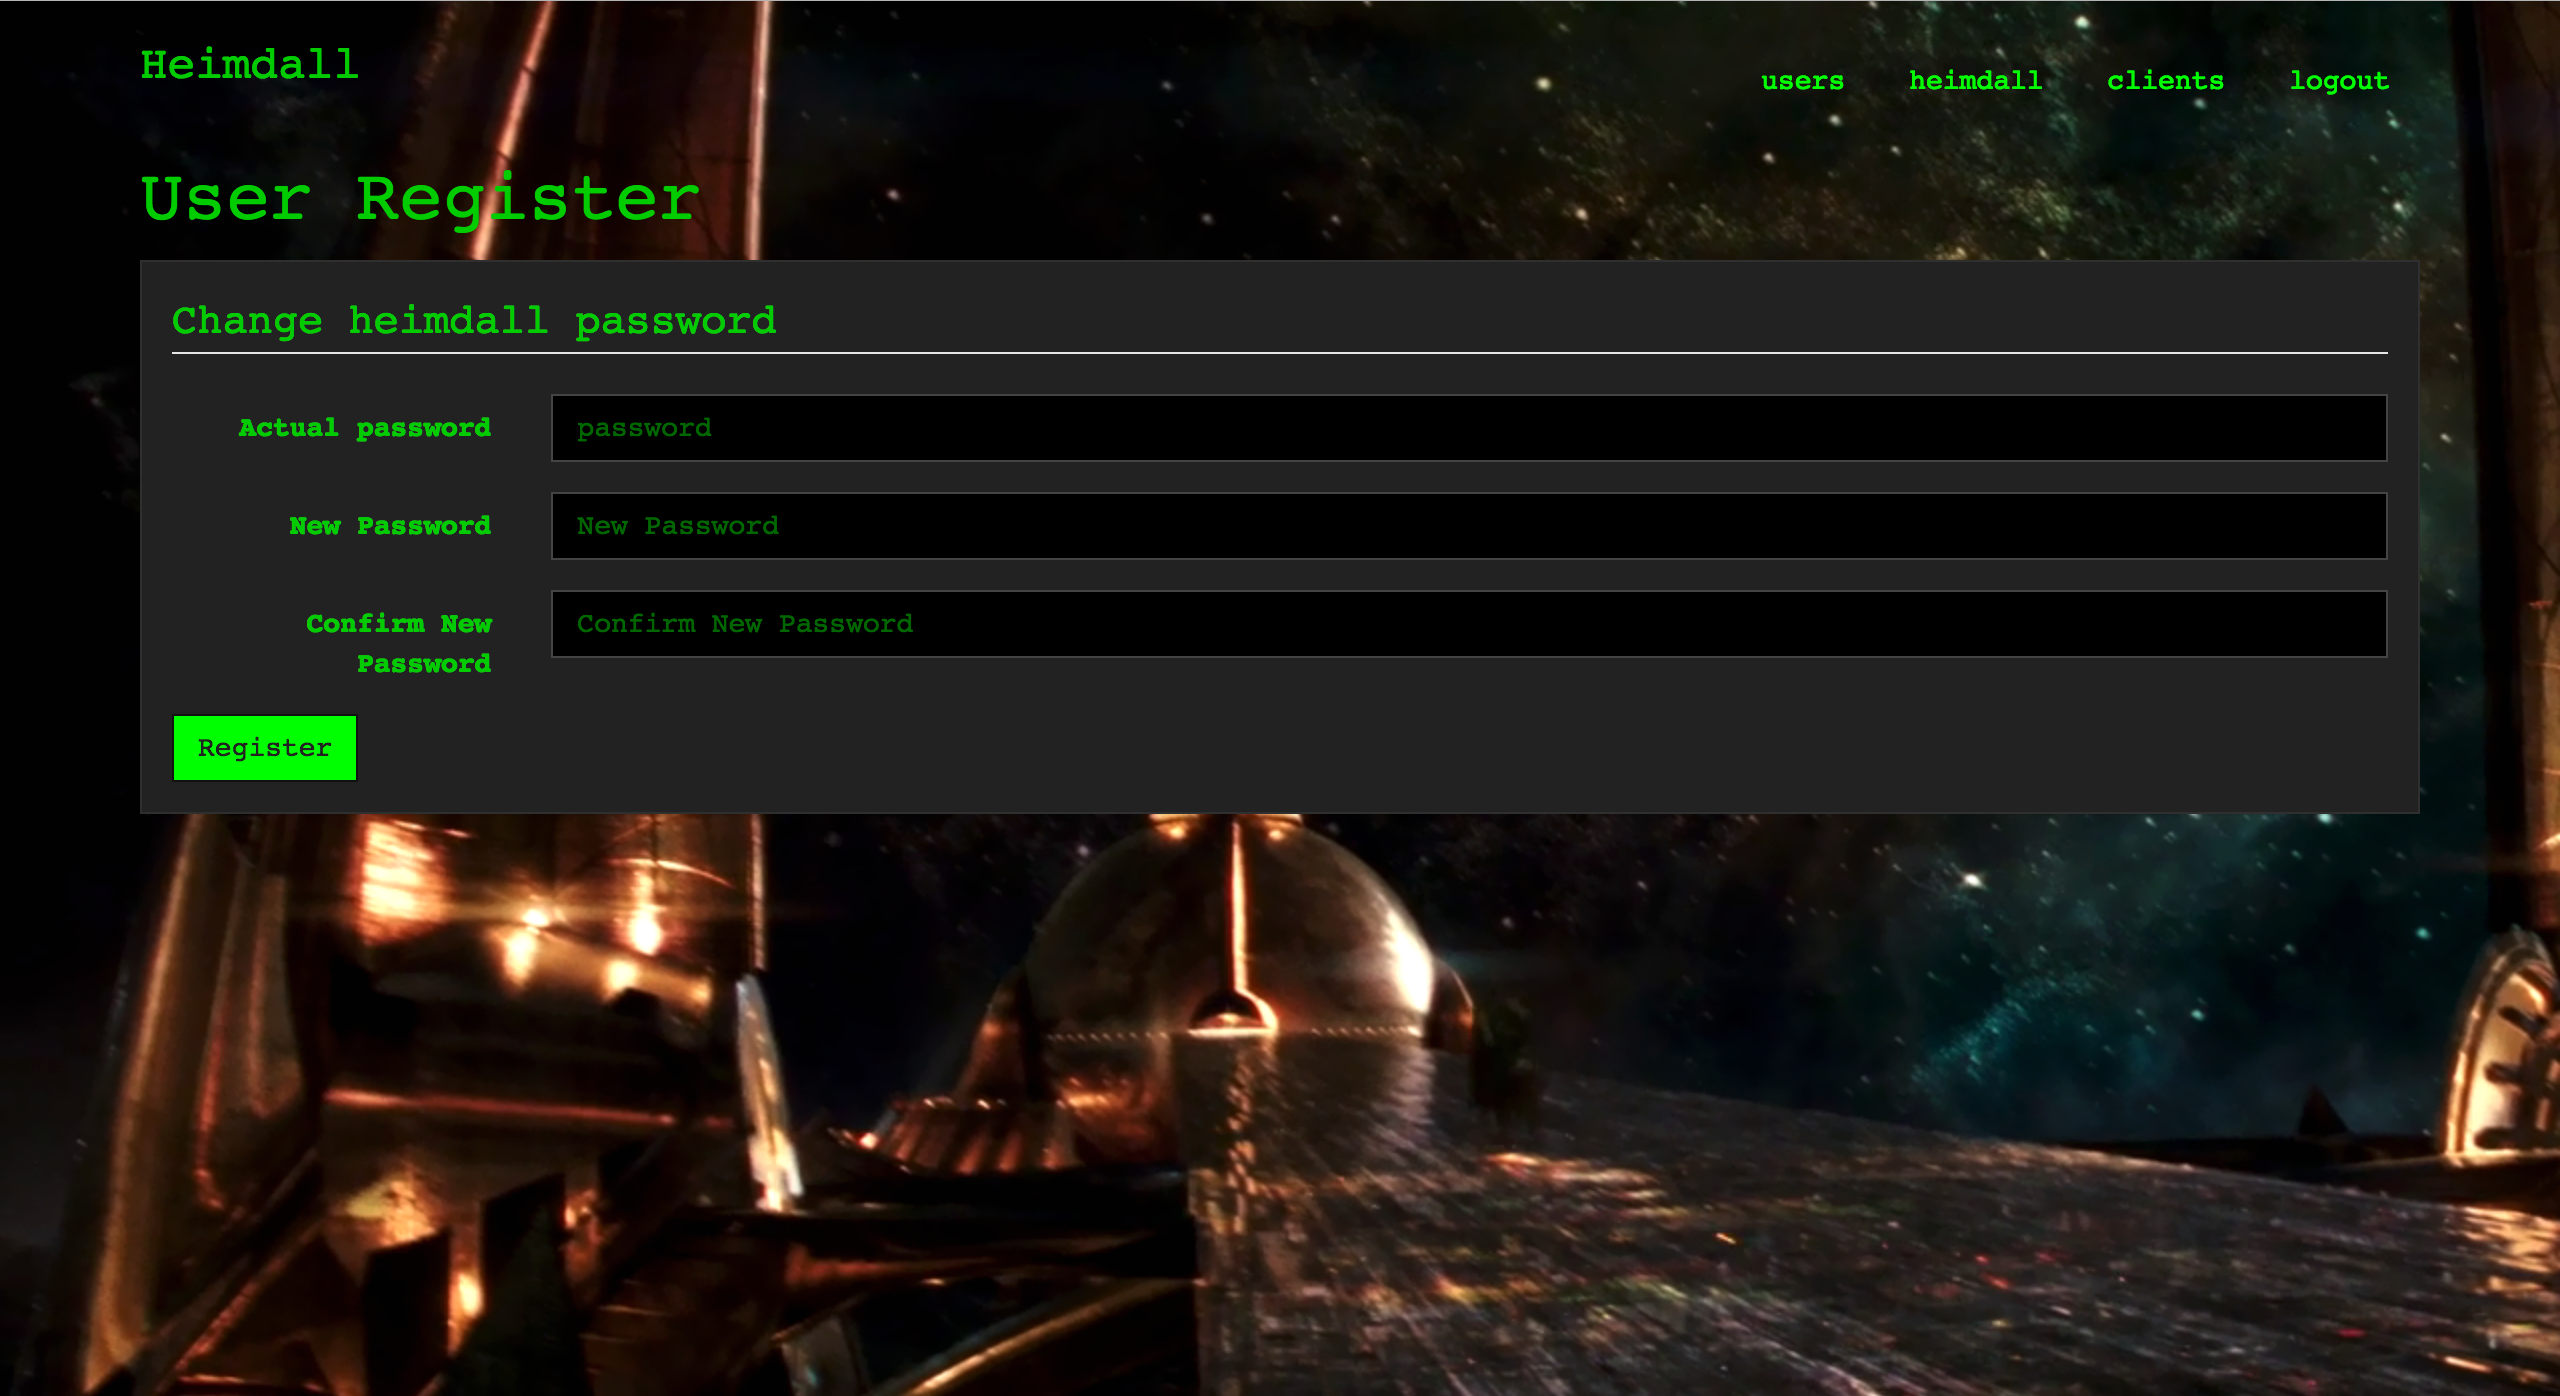 Heimdall
users heimdall clients logout
User Register
Change heimdall password
Actual password
password
New Password
New Password
Confirm New
Password
Confirm New Password
Register